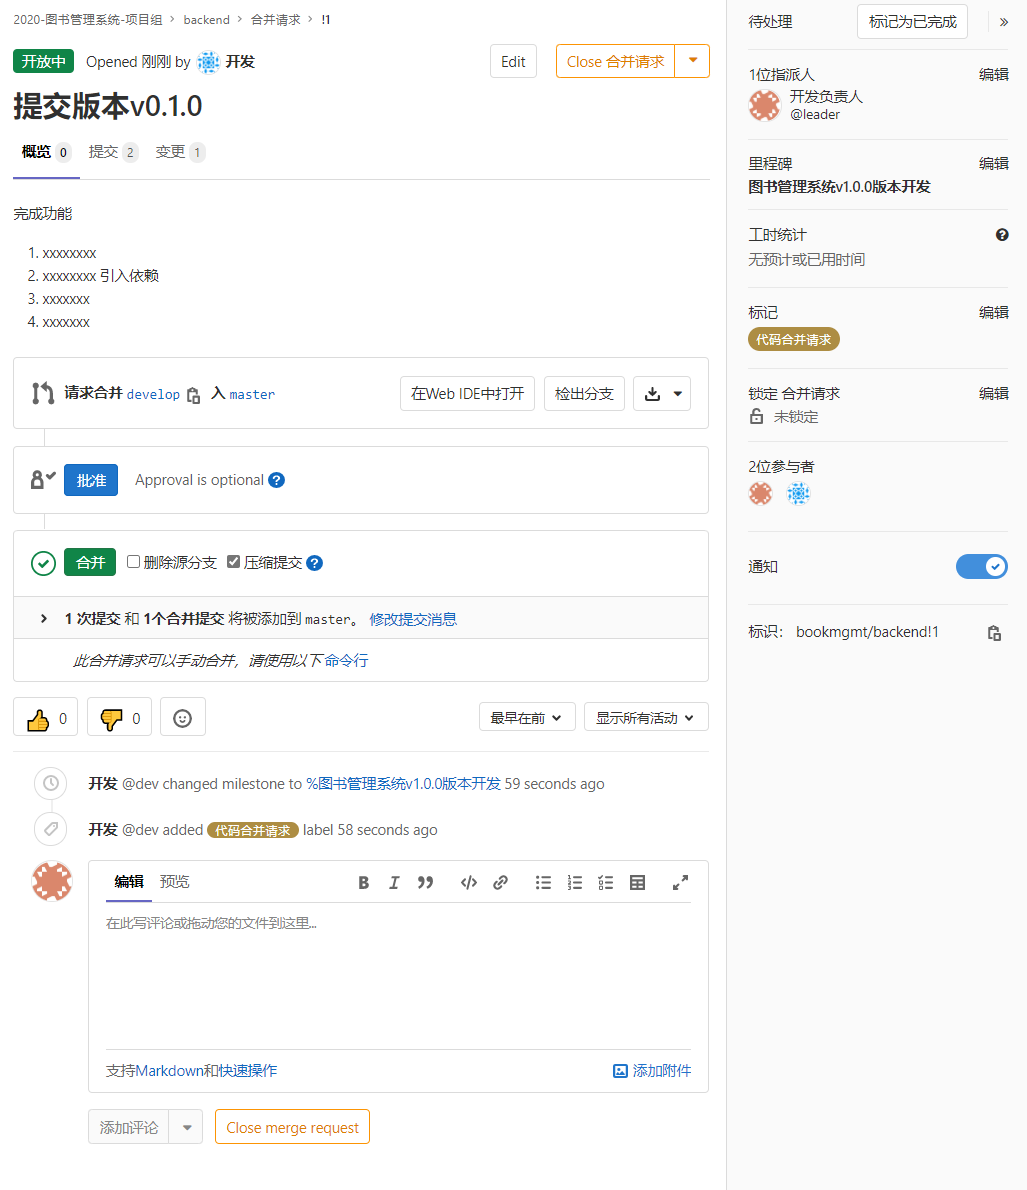 2020-图书管理系统-项目组 › backend › 合并请求 › !1
开放中 Opened 刚刚 by 开发
Edit
Close 合并请求
提交版本v0.1.0
概览 0 提交 2 变更 1
完成功能
1. xxxxxxxx
2. xxxxxxxx 引入依赖
3. xxxxxxx
4. xxxxxxx
请求合并 develop 入 master
在Web IDE中打开 检出分支
批准 Approval is optional
合并 删除源分支 压缩提交
1 次提交 和 1个合并提交 将被添加到 master。 修改提交消息
此合并请求可以手动合并，请使用以下 命令行
0 0
最早在前 显示所有活动
开发 @dev changed milestone to %图书管理系统v1.0.0版本开发 59 seconds ago
开发 @dev added 代码合并请求 label 58 seconds ago
编辑 预览 B I
在此写评论或拖动您的文件到这里...
支持Markdown和快速操作
添加附件
添加评论
Close merge request
待处理 标记为已完成 »
1位指派人 编辑
开发负责人
@leader
里程碑 编辑
图书管理系统v1.0.0版本开发
工时统计
无预计或已用时间
标记 编辑
代码合并请求
锁定 合并请求 编辑
未锁定
2位参与者
通知
标识： bookmgmt/backend!1